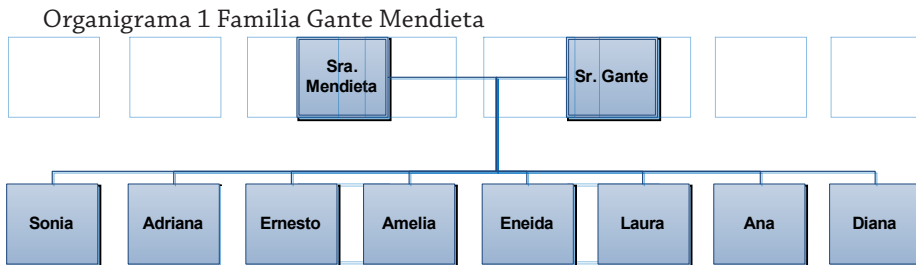 Organigrama 1 Familia Gante Mendieta
Sra.
Mendieta
Sr. Gante
Sonia
Adriana
Ernesto
Amelia
Eneida
Laura
Ana
Diana